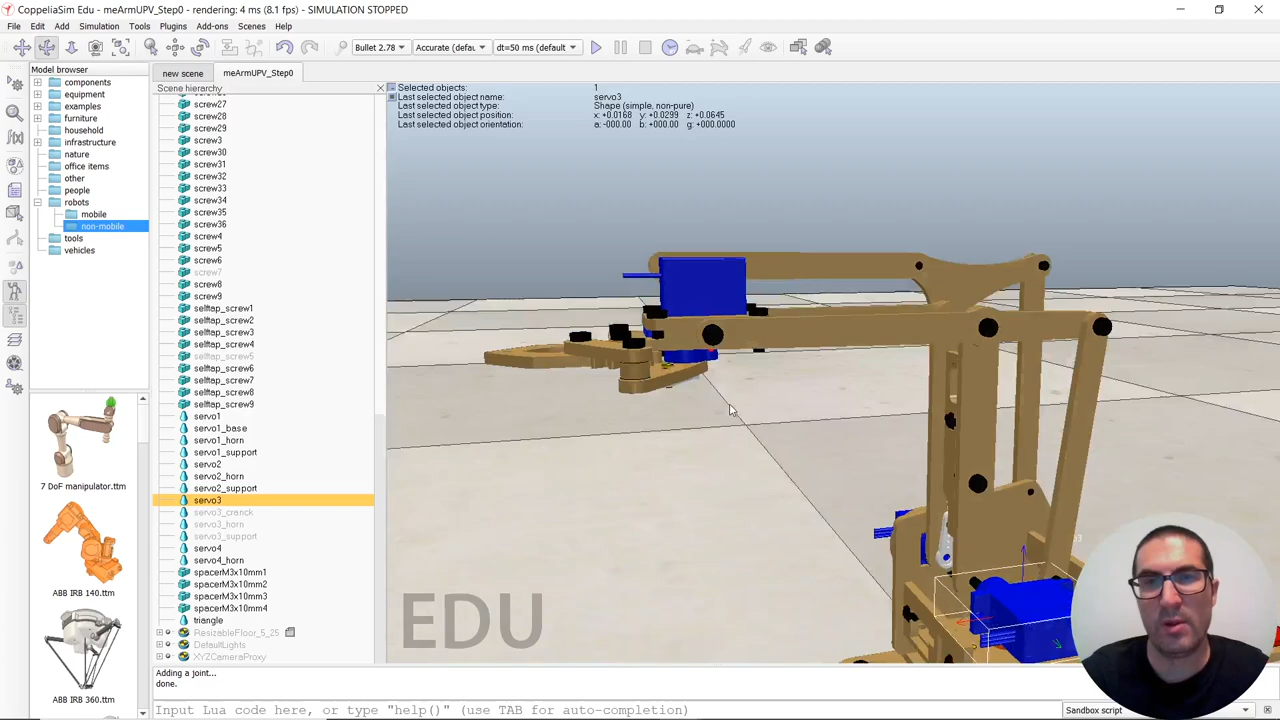 CoppeliaSim Edu - meArmUPV_Step0 - rendering: 4 ms (8.1 fps) - SIMULATION STOPPED
File Edit Add Simulation Tools Plugins Add-ons Scenes Help
Bullet 2.78 Accurate (defau dt=50 ms (default)
Model browser
components
equipment
examples
furniture
household
infrastructure
nature
office items
other
people
robots
mobile
non-mobile
tools
vehicles
7 DoF manipulator.ttm
ABB IRB 140.ttm
ABB IRB 360.ttm
new scene meArmUPV_Step0
Scene hierarchy
screw27
screw28
screw29
screw3
screw30
screw31
screw32
screw33
screw34
screw35
screw36
screw4
screw5
screw6
screw7
screw8
screw9
selftap_screw1
selftap_screw2
selftap_screw3
selftap_screw4
selftap_screw5
selftap_screw6
selftap_screw7
selftap_screw8
selftap_screw9
servo1
servo1_base
servo1_horn
servo1_support
servo2
servo2_horn
servo2_support
servo3
servo3_cranck
servo3_horn
servo3_support
servo4
servo4_horn
spacerM3x10mm1
spacerM3x10mm2
spacerM3x10mm3
spacerM3x10mm4
triangle
ResizableFloor_5_25
DefaultLights
XYZCameraProxy
Selected objects: 1
Last selected object name: servo3
Last selected object type: Shape (simple, non-pure)
Last selected object position: x: +0.0168 y: +0.0299 z: +0.0645
Last selected object orientation: a: -000.00 b: +000.00 g: +000.0000
EDU
Adding a joint...
done.
Input Lua code here, or type "help()" (use TAB for auto-completion)
Sandbox script